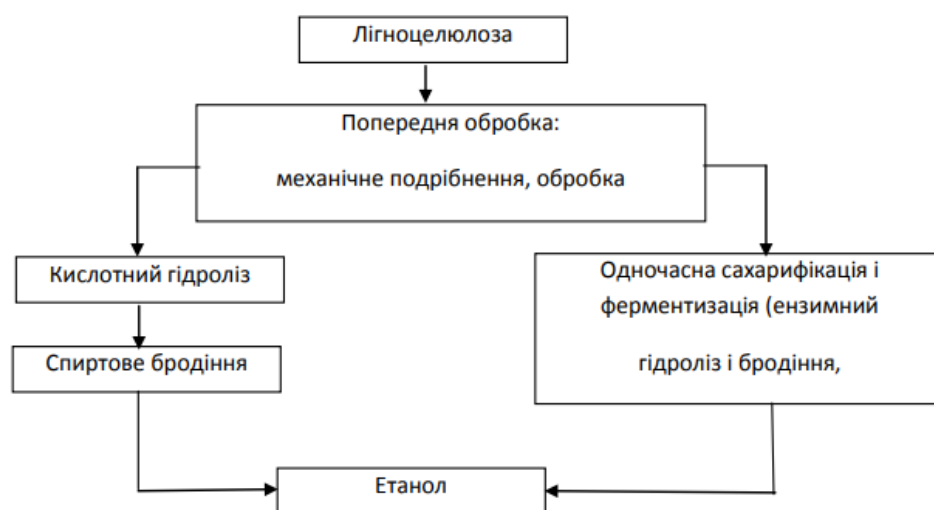 Лігноцелюлоза
Попередня обробка:
механічне подрібнення, обробка
Кислотний гідроліз
Спиртове бродіння
Одночасна сахарифікація і
ферментизація (ензимний
гідроліз і бродіння,
Етанол